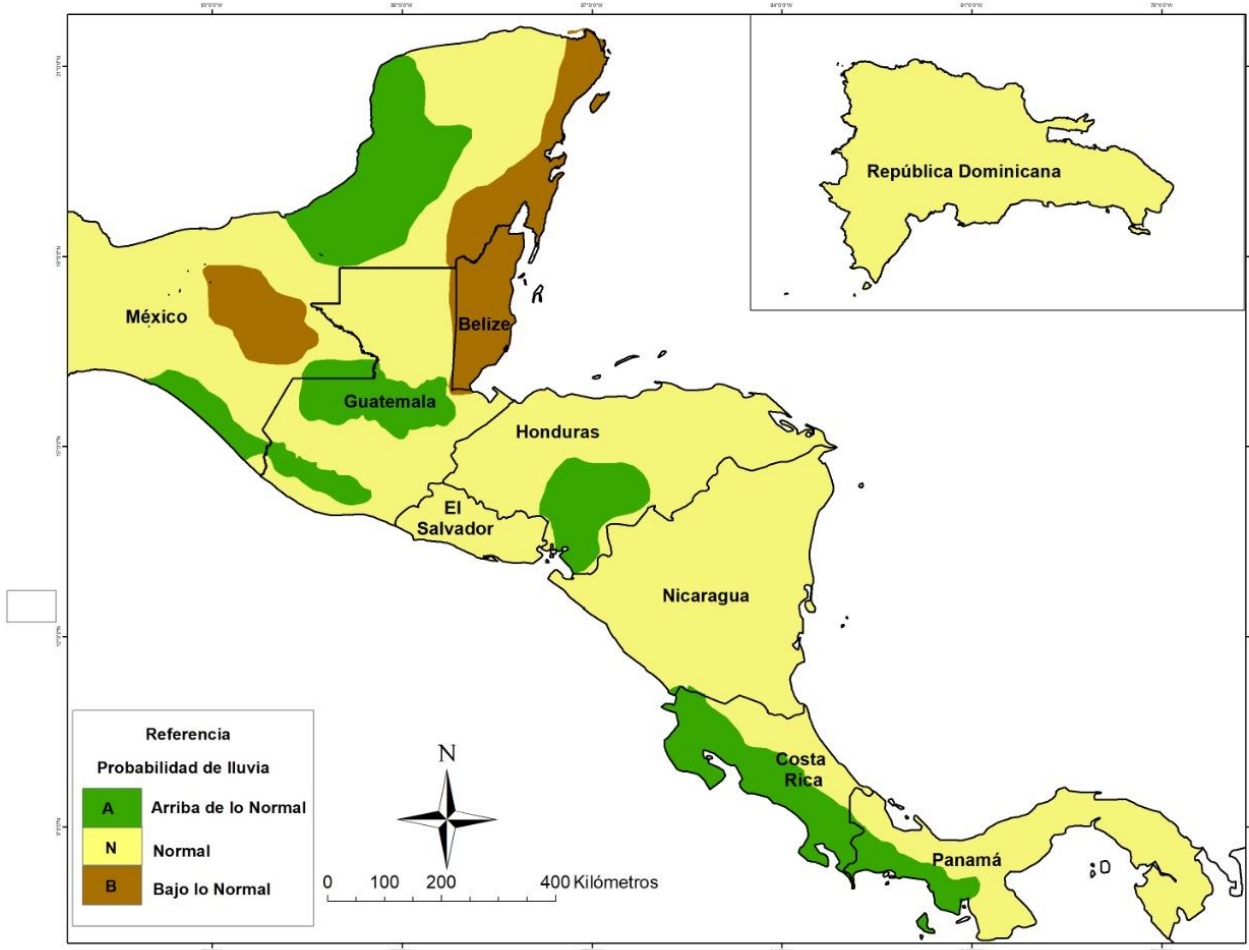 República Dominicana
México
Belize
Guatemala
Honduras
El
Salvador
Nicaragua
Costa
Rica
Panamá
Referencia
Probabilidad de lluvia
A Arriba de lo Normal
N Normal
B Bajo lo Normal
N
0 100 200 400 Kilómetros